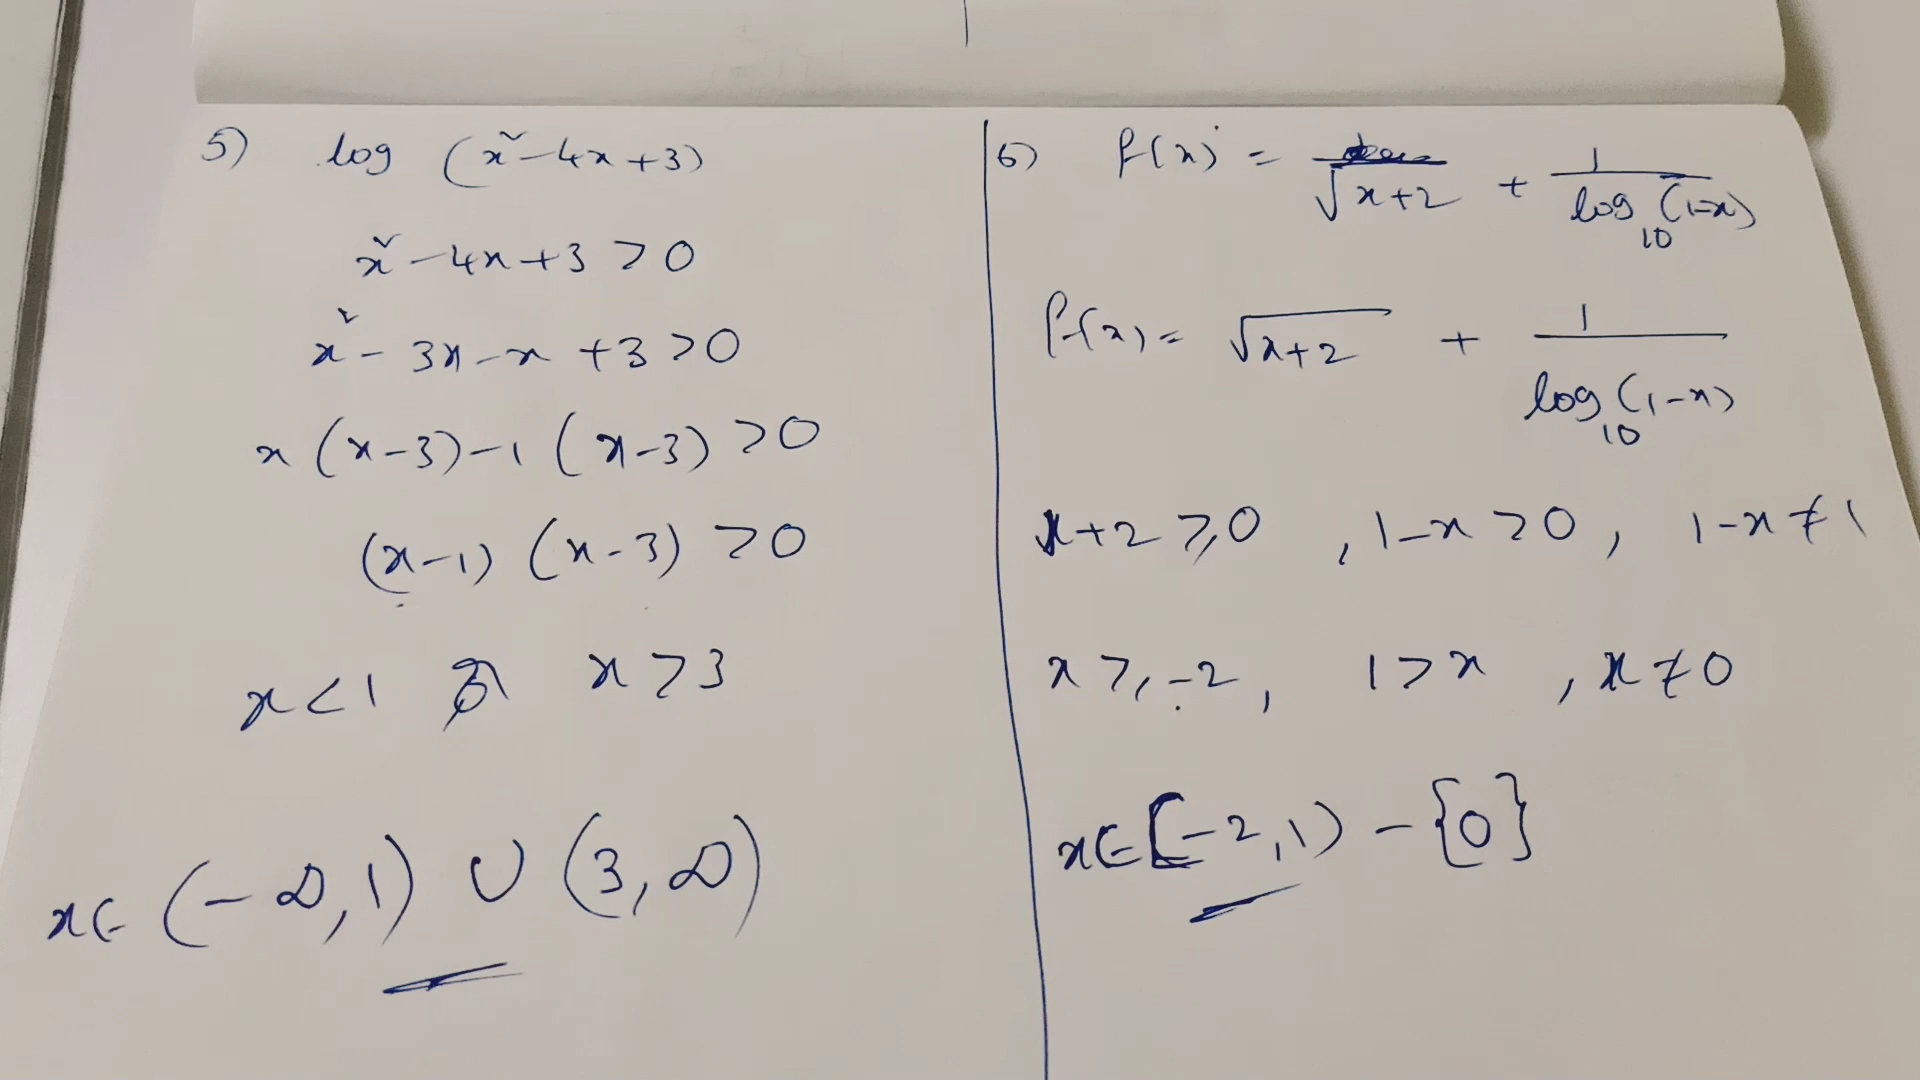 5) log (x² - 4x + 3)
x² - 4x + 3 > 0
x² - 3x - x + 3 > 0
x (x - 3) - 1 (x - 3) > 0
(x - 1) (x - 3) > 0
x < 1 or x > 3
x ∈ (-∞, 1) ∪ (3, ∞)
6) f(x) = √x+2 + 1/log₁₀(1-x)
f(x) = √x+2 + 1/log₁₀(1-x)
x + 2 ≥ 0 , 1 - x > 0 , 1 - x ≠ 1
x ≥ -2 , 1 > x , x ≠ 0
x ∈ [-2, 1) - {0}